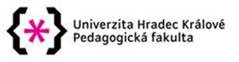 Univerzita Hradec Králové
Pedagogická fakulta